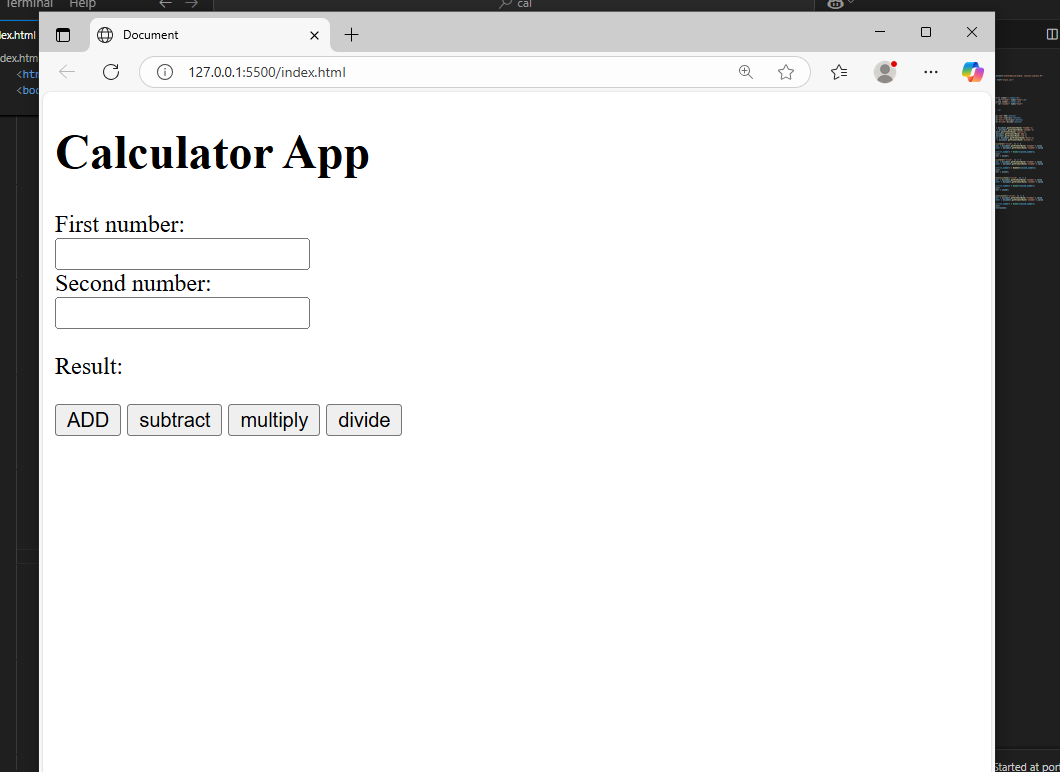 Terminal Help cal
dex.html
Document
dex.htm
127.0.0.1:5500/index.html
<htm
<bod
Calculator App
First number:
Second number:
Result:
ADD subtract multiply divide
Started at por